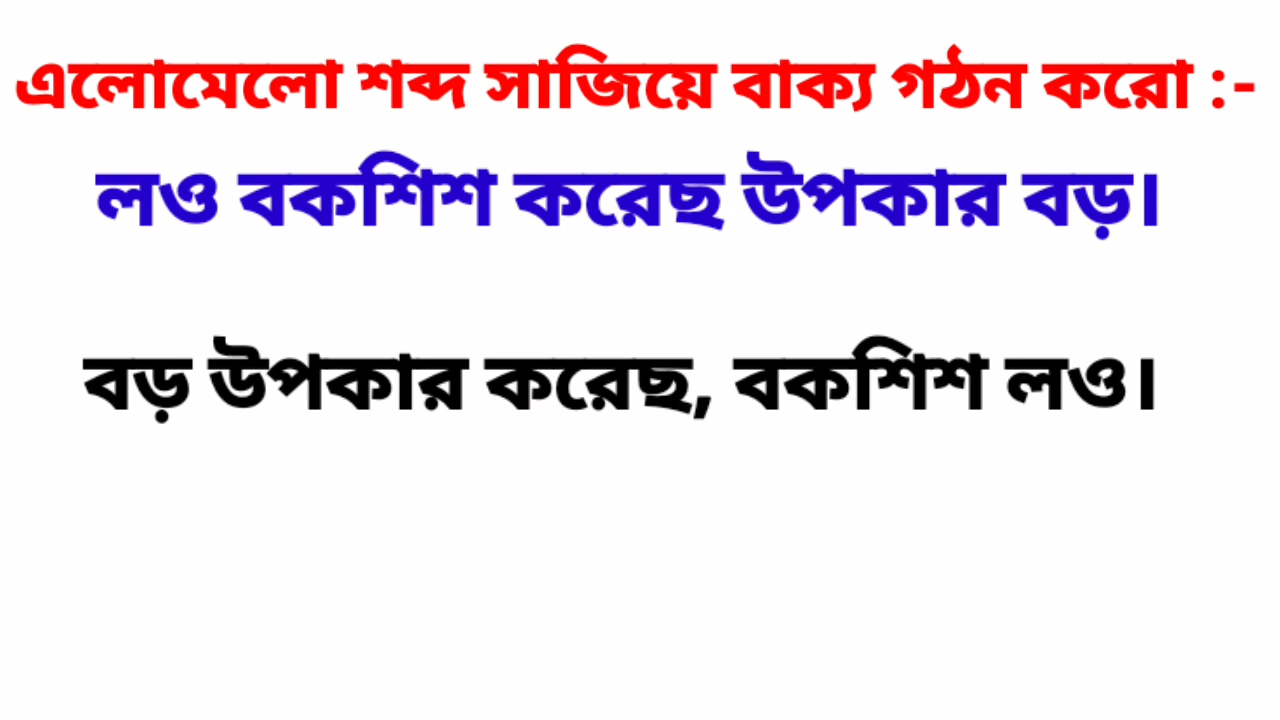 এলোমেলো শব্দ সাজিয়ে বাক্য গঠন করো :-
লও বকশিশ করেছ উপকার বড়।
বড় উপকার করেছ, বকশিশ লও।